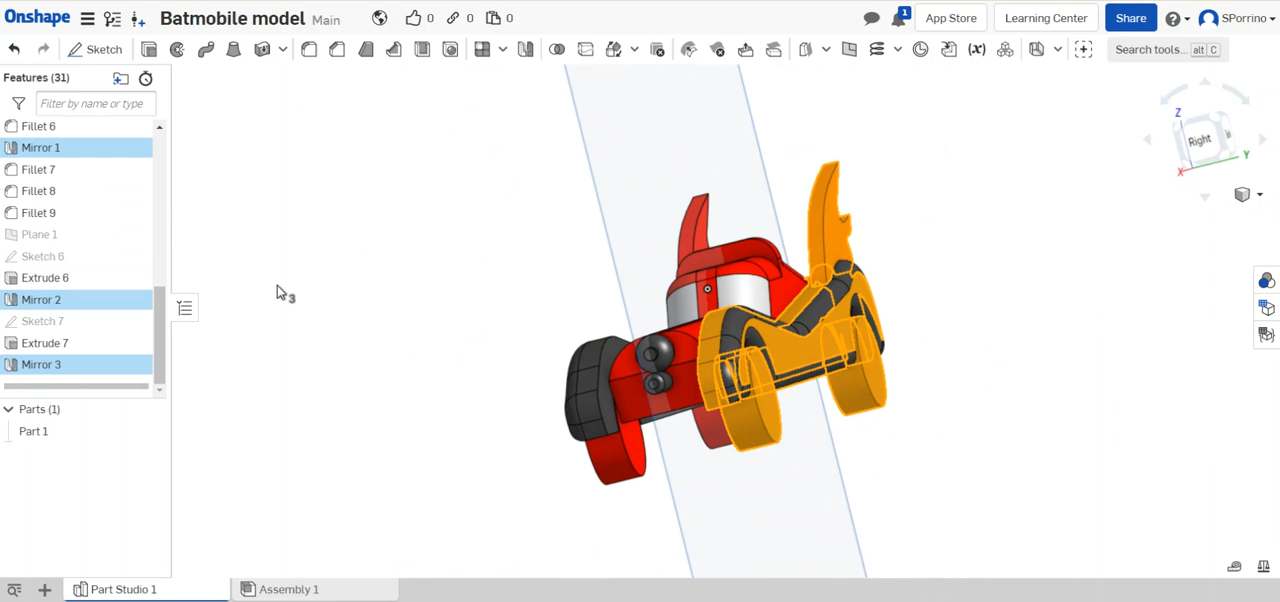 Onshape Batmobile model Main 0 0 0 1 App Store Learning Center Share SPorrino
Sketch Search tools... alt C
Features (31)
Filter by name or type
Fillet 6
Mirror 1
Fillet 7
Fillet 8
Fillet 9
Plane 1
Sketch 6
Extrude 6
Mirror 2
Sketch 7
Extrude 7
Mirror 3
Parts (1)
Part 1
3
Z
Right
Y
X
Part Studio 1 Assembly 1